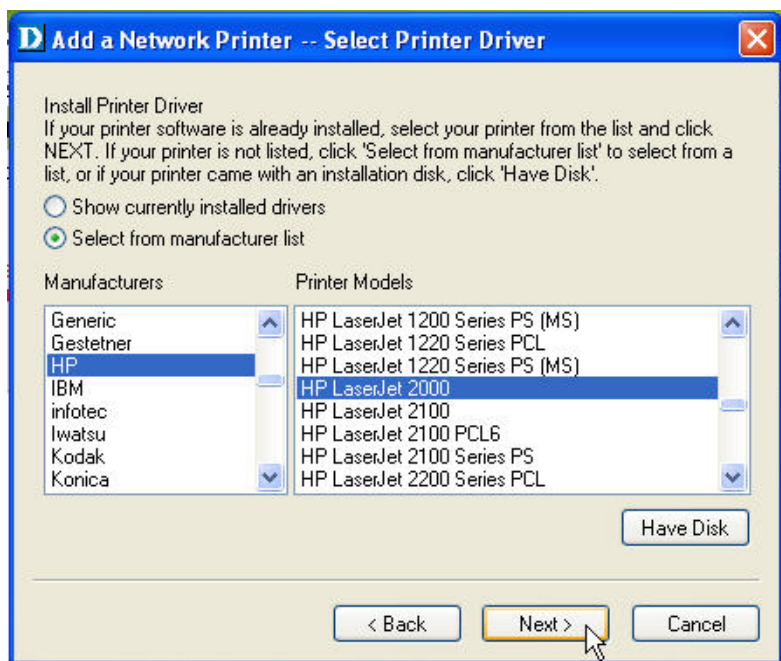 D Add a Network Printer -- Select Printer Driver
Install Printer Driver
If your printer software is already installed, select your printer from the list and click
NEXT. If your printer is not listed, click 'Select from manufacturer list' to select from a
list, or if your printer came with an installation disk, click 'Have Disk'.
Show currently installed drivers
Select from manufacturer list
Manufacturers
Generic
Gestetner
HP
IBM
infotec
Iwatsu
Kodak
Konica
Printer Models
HP LaserJet 1200 Series PS (MS)
HP LaserJet 1220 Series PCL
HP LaserJet 1220 Series PS (MS)
HP LaserJet 2000
HP LaserJet 2100
HP LaserJet 2100 PCL6
HP LaserJet 2100 Series PS
HP LaserJet 2200 Series PCL
Have Disk
< Back
Next >
Cancel